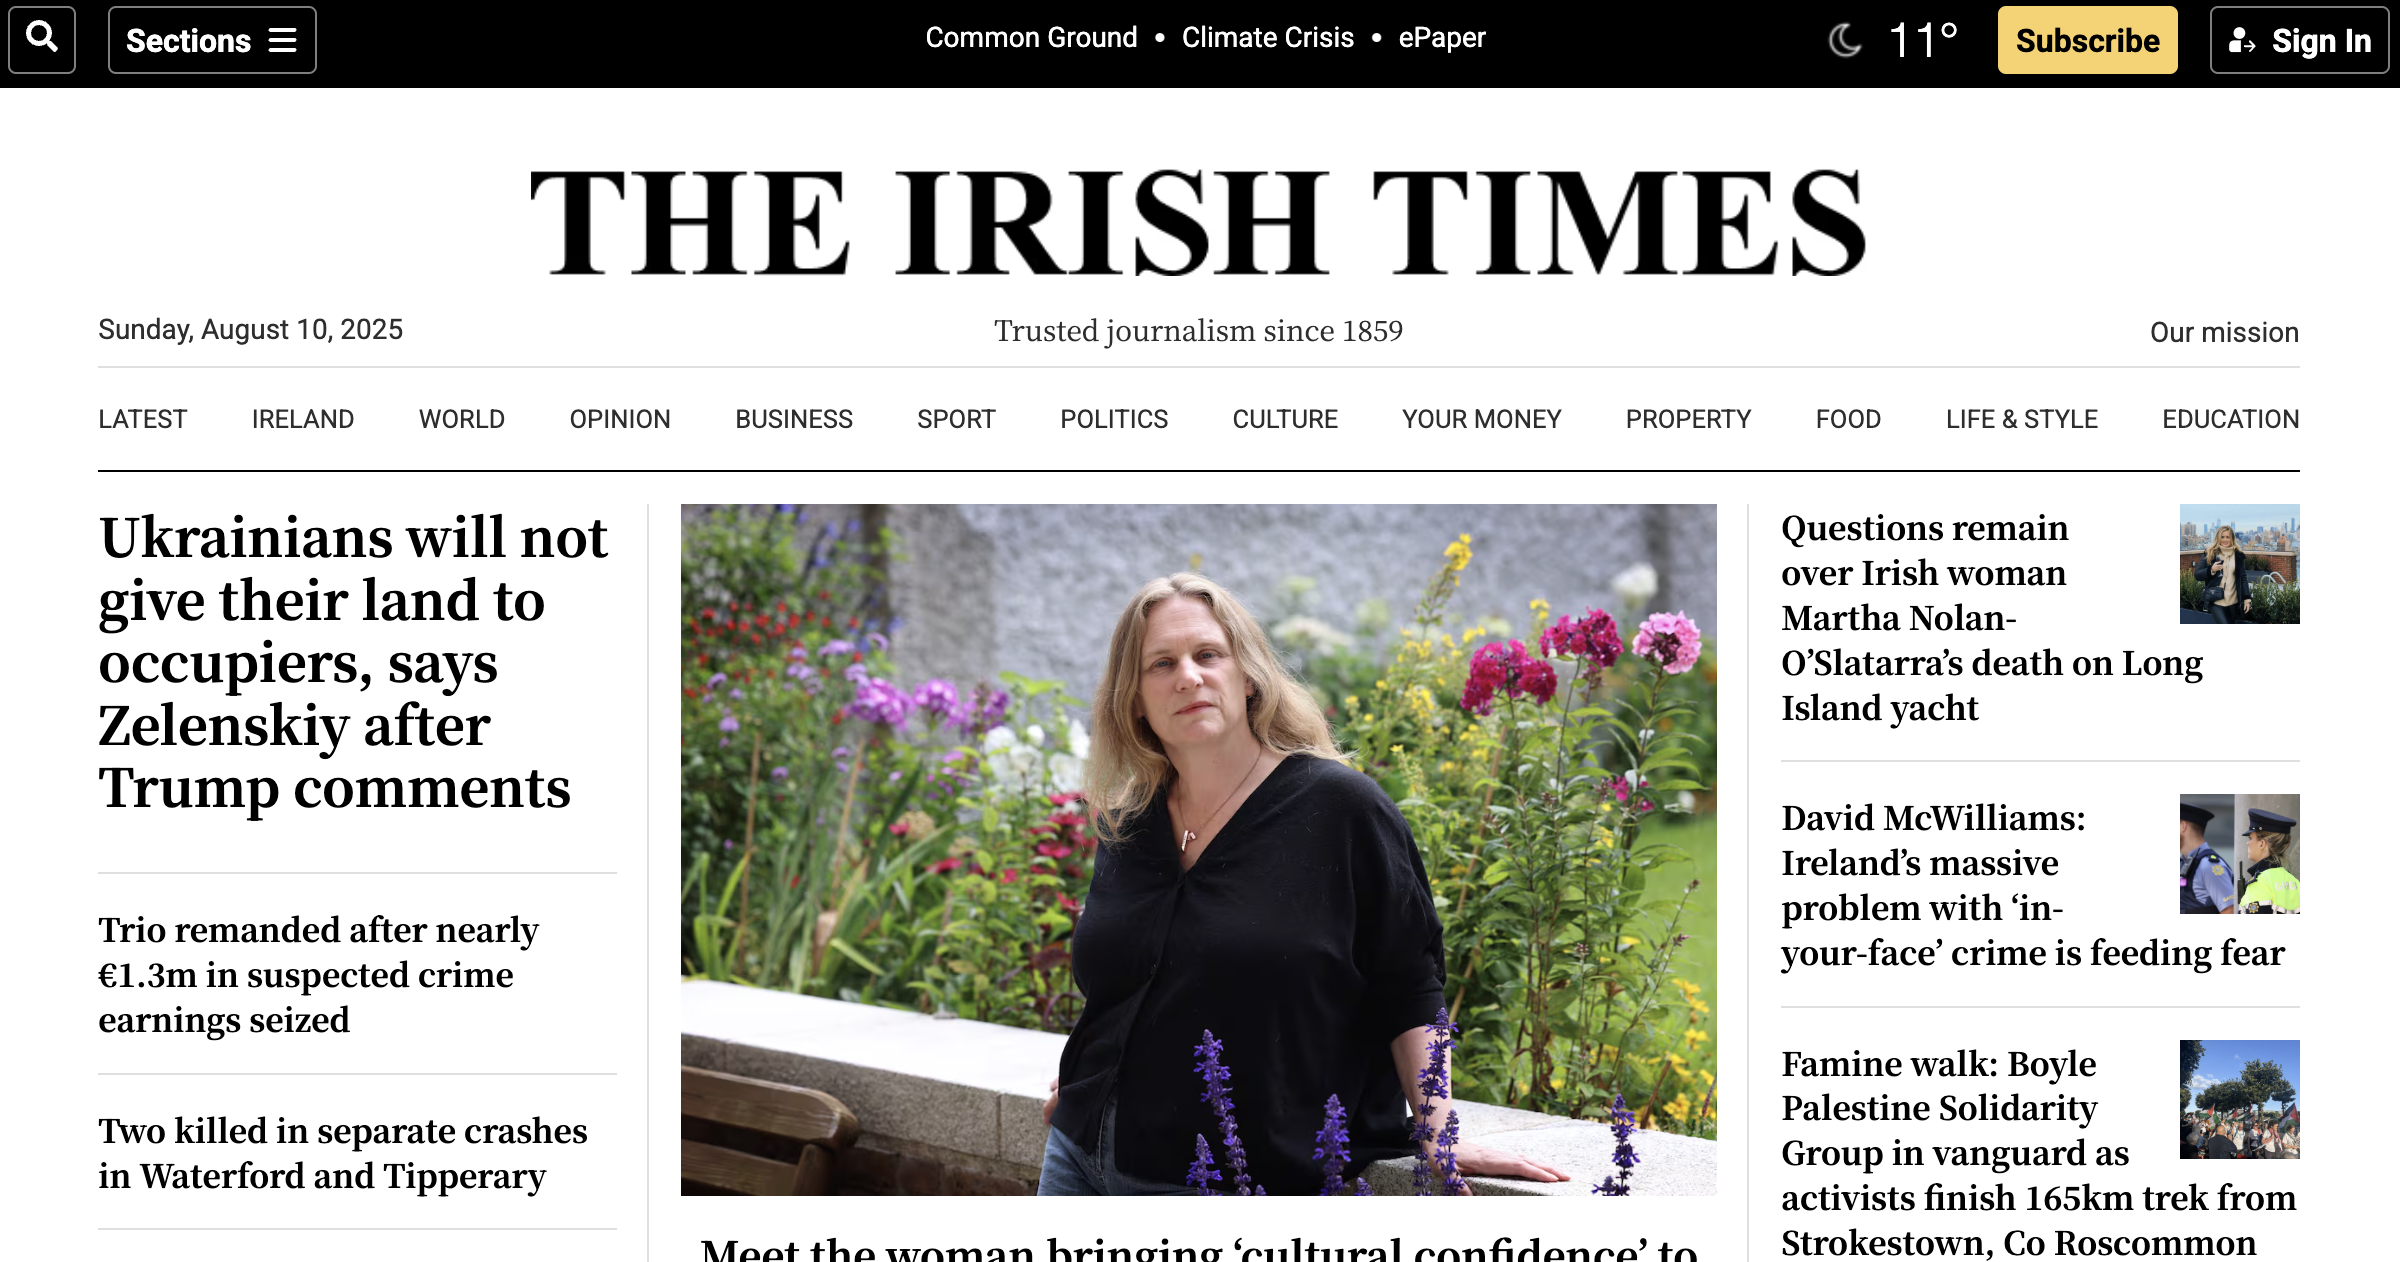 Sections
Common Ground • Climate Crisis • ePaper
11°
Subscribe
Sign In
THE IRISH TIMES
Sunday, August 10, 2025
Trusted journalism since 1859
Our mission
LATEST IRELAND WORLD OPINION BUSINESS SPORT POLITICS CULTURE YOUR MONEY PROPERTY FOOD LIFE & STYLE EDUCATION
Ukrainians will not
give their land to
occupiers, says
Zelenskiy after
Trump comments
Trio remanded after nearly
€1.3m in suspected crime
earnings seized
Two killed in separate crashes
in Waterford and Tipperary
Meet the woman bringing ‘cultural confidence’ to
Questions remain
over Irish woman
Martha Nolan-
O’Slatarra’s death on Long
Island yacht
David McWilliams:
Ireland’s massive
problem with ‘in-
your-face’ crime is feeding fear
Famine walk: Boyle
Palestine Solidarity
Group in vanguard as
activists finish 165km trek from
Strokestown, Co Roscommon